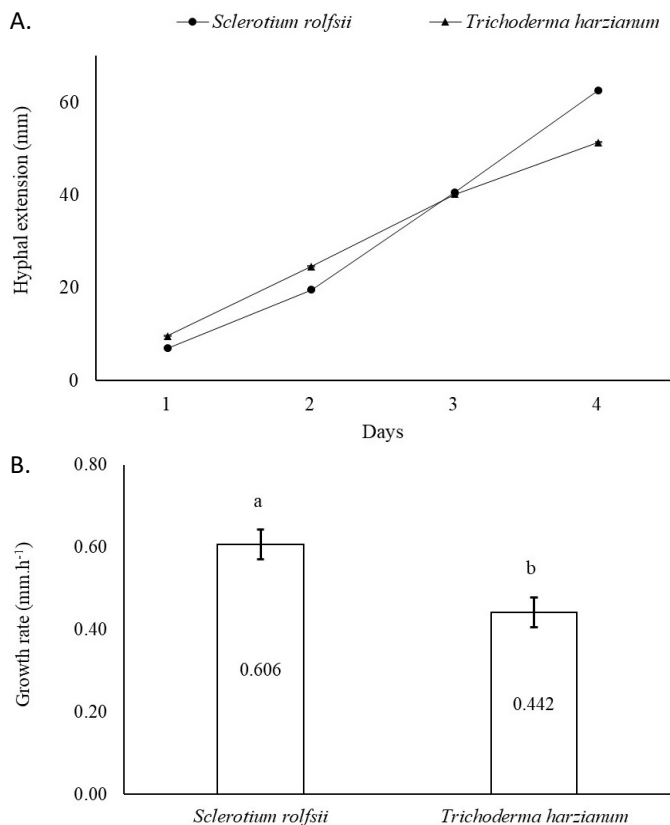 A.
Sclerotium rolfsii Trichoderma harzianum
Hyphal extension (mm)
60
40
20
0
1 2 3 4
Days
B.
Growth rate (mm.h⁻¹)
0.80
0.60
0.40
0.20
0.00
a
b
0.606
0.442
Sclerotium rolfsii Trichoderma harzianum